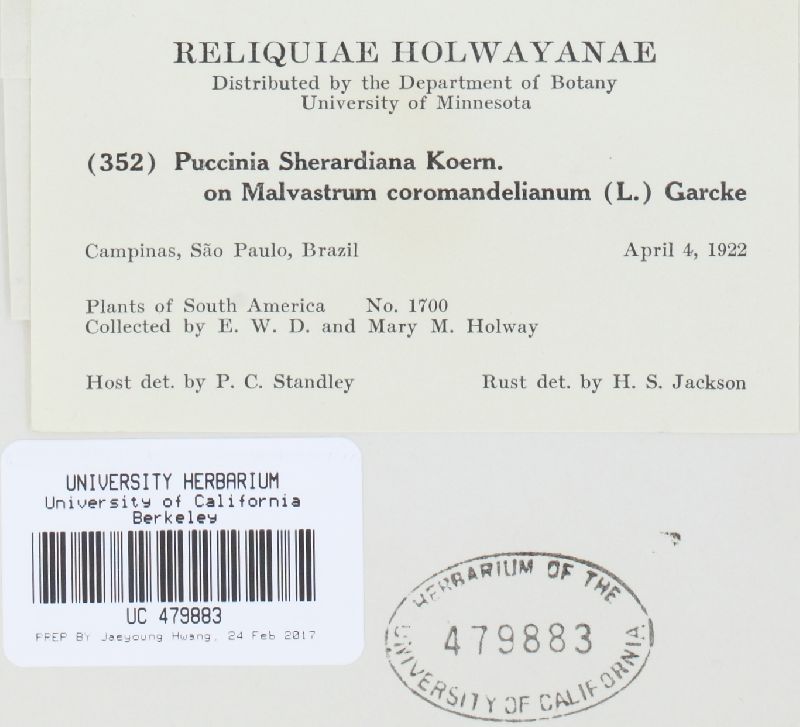 RELIQUIAE HOLWAYANAE
Distributed by the Department of Botany
University of Minnesota
(352) Puccinia Sherardiana Koern.
on Malvastrum coromandelianum (L.) Garcke
Campinas, São Paulo, Brazil April 4, 1922
Plants of South America No. 1700
Collected by E. W. D. and Mary M. Holway
Host det. by P. C. Standley Rust det. by H. S. Jackson
UNIVERSITY HERBARIUM
University of California
Berkeley
UC 479883
PREP BY Jaeyoung Hwang, 24 Feb 2017
HERBARIUM OF THE
479883
UNIVERSITY OF CALIFORNIA